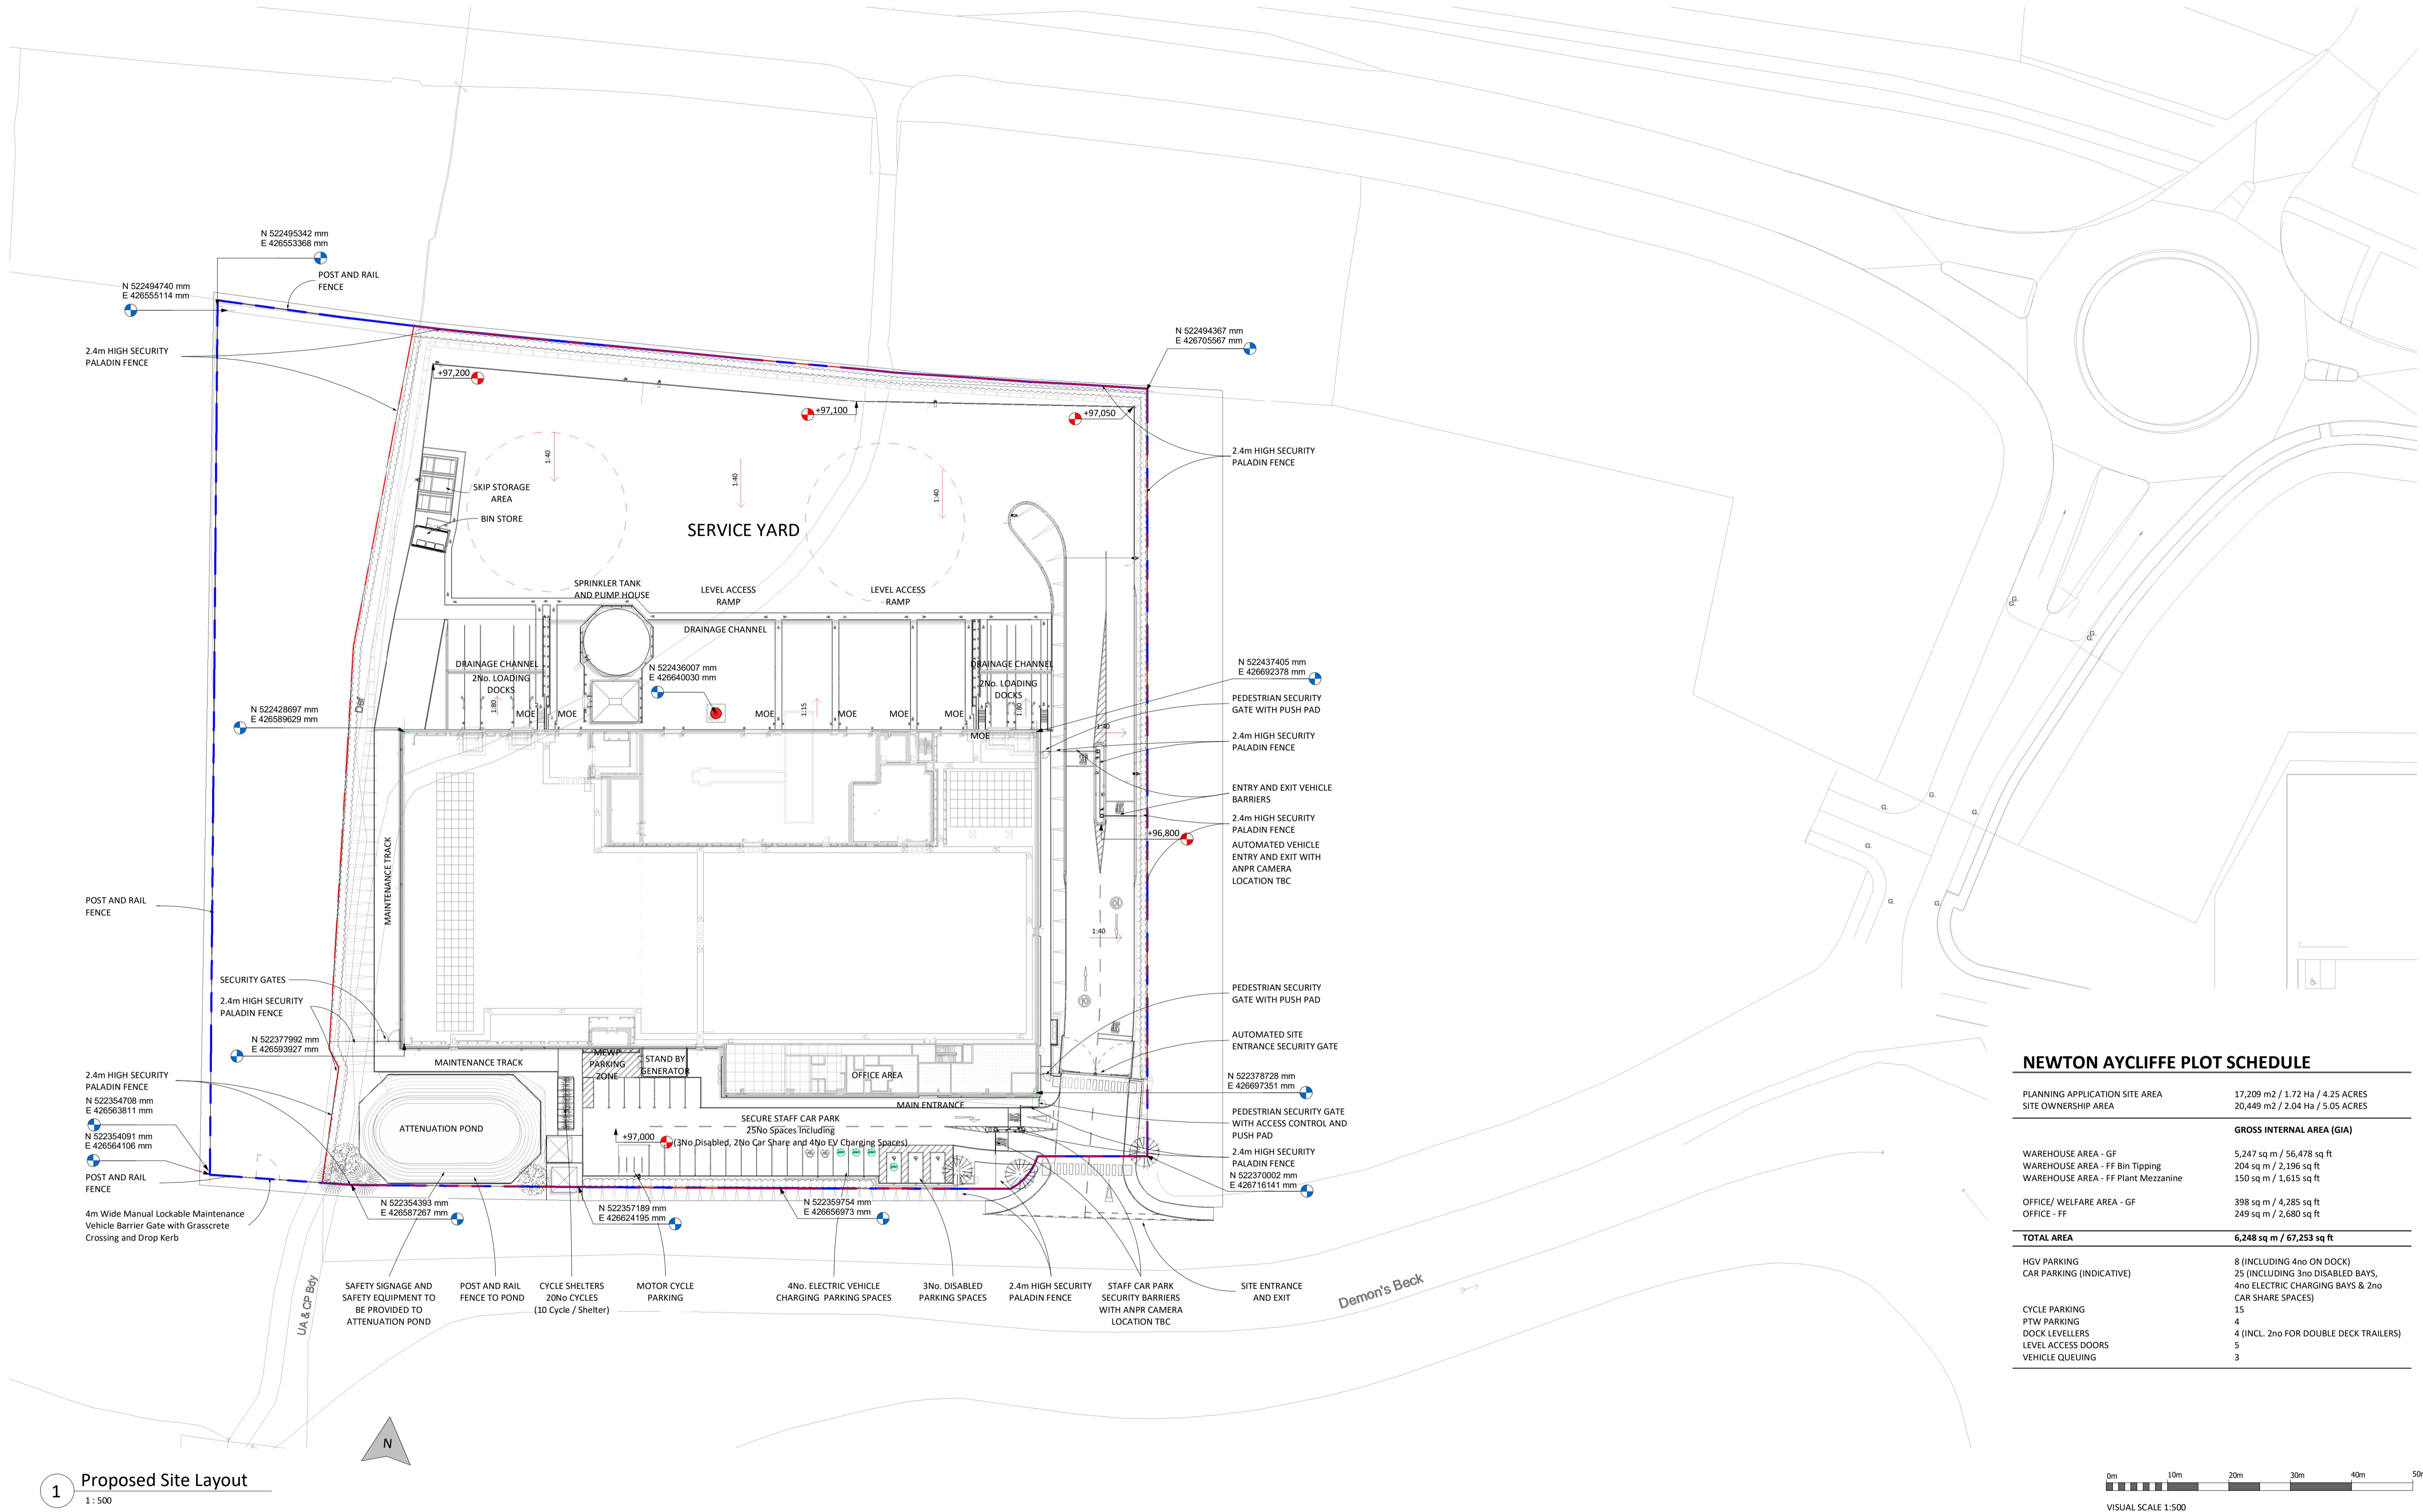 N 522495342 mm
E 426553368 mm
POST AND RAIL
FENCE
N 522494740 mm
E 426555114 mm
2.4m HIGH SECURITY
PALADIN FENCE
N 522494367 mm
E 426705567 mm
+97,200
+97,100
+97,050
2.4m HIGH SECURITY
PALADIN FENCE
1:40
1:40
1:40
SKIP STORAGE
AREA
BIN STORE
SERVICE YARD
SPRINKLER TANK
AND PUMP HOUSE
LEVEL ACCESS
RAMP
LEVEL ACCESS
RAMP
DRAINAGE CHANNEL
DRAINAGE CHANNEL
2No. LOADING
DOCKS
1:80
N 522436007 mm
E 426640030 mm
DRAINAGE CHANNEL
2No. LOADING
DOCKS
1:80
MOE
MOE
MOE
1:15
MOE
MOE
MOE
MOE
Def
N 522428697 mm
E 426589629 mm
N 522437405 mm
E 426692378 mm
PEDESTRIAN SECURITY
GATE WITH PUSH PAD
1:40
2.4m HIGH SECURITY
PALADIN FENCE
ENTRY AND EXIT VEHICLE
BARRIERS
2.4m HIGH SECURITY
PALADIN FENCE
+96,800
AUTOMATED VEHICLE
ENTRY AND EXIT WITH
ANPR CAMERA
LOCATION TBC
MAINTENANCE TRACK
POST AND RAIL
FENCE
10
1:40
10
SECURITY GATES
2.4m HIGH SECURITY
PALADIN FENCE
N 522377992 mm
E 426593927 mm
PEDESTRIAN SECURITY
GATE WITH PUSH PAD
AUTOMATED SITE
ENTRANCE SECURITY GATE
MAINTENANCE TRACK
MEWP
PARKING
ZONE
STAND BY
GENERATOR
OFFICE AREA
2.4m HIGH SECURITY
PALADIN FENCE
N 522354708 mm
E 426563811 mm
N 522354091 mm
E 426564106 mm
POST AND RAIL
FENCE
4m Wide Manual Lockable Maintenance
Vehicle Barrier Gate with Grasscrete
Crossing and Drop Kerb
N 522378728 mm
E 426697351 mm
MAIN ENTRANCE
PEDESTRIAN SECURITY GATE
WITH ACCESS CONTROL AND
PUSH PAD
ATTENUATION POND
SECURE STAFF CAR PARK
25No Spaces Including
(3No Disabled, 2No Car Share and 4No EV Charging Spaces)
+97,000
2.4m HIGH SECURITY
PALADIN FENCE
N 522370002 mm
E 426716141 mm
N 522354393 mm
E 426587267 mm
N 522357189 mm
E 426624195 mm
N 522359754 mm
E 426656973 mm
SAFETY SIGNAGE AND
SAFETY EQUIPMENT TO
BE PROVIDED TO
ATTENUATION POND
POST AND RAIL
FENCE TO POND
CYCLE SHELTERS
20No CYCLES
(10 Cycle / Shelter)
MOTOR CYCLE
PARKING
4No. ELECTRIC VEHICLE
CHARGING PARKING SPACES
3No. DISABLED
PARKING SPACES
2.4m HIGH SECURITY
PALADIN FENCE
STAFF CAR PARK
SECURITY BARRIERS
WITH ANPR CAMERA
LOCATION TBC
SITE ENTRANCE
AND EXIT
UA & CP Bdy
Demon's Beck
G.
G.
G.
G.
G.
G.
G.
G.
G.
G.
NEWTON AYCLIFFE PLOT SCHEDULE
PLANNING APPLICATION SITE AREA 17,209 m2 / 1.72 Ha / 4.25 ACRES
SITE OWNERSHIP AREA 20,449 m2 / 2.04 Ha / 5.05 ACRES
GROSS INTERNAL AREA (GIA)
WAREHOUSE AREA - GF 5,247 sq m / 56,478 sq ft
WAREHOUSE AREA - FF Bin Tipping 204 sq m / 2,196 sq ft
WAREHOUSE AREA - FF Plant Mezzanine 150 sq m / 1,615 sq ft
OFFICE/ WELFARE AREA - GF 398 sq m / 4,285 sq ft
OFFICE - FF 249 sq m / 2,680 sq ft
TOTAL AREA 6,248 sq m / 67,253 sq ft
HGV PARKING 8 (INCLUDING 4no ON DOCK)
CAR PARKING (INDICATIVE) 25 (INCLUDING 3no DISABLED BAYS,
4no ELECTRIC CHARGING BAYS & 2no
CAR SHARE SPACES)
CYCLE PARKING 15
PTW PARKING 4
DOCK LEVELLERS 4 (INCL. 2no FOR DOUBLE DECK TRAILERS)
LEVEL ACCESS DOORS 5
VEHICLE QUEUING 3
N
1 Proposed Site Layout
1 : 500
0m 10m 20m 30m 40m 50
VISUAL SCALE 1:500